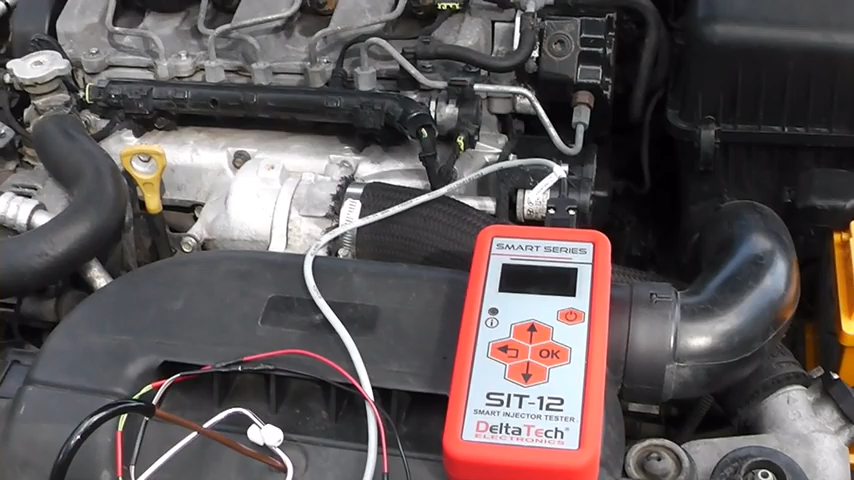 SMART SERIES
OK
SIT-12
SMART INJECTOR TESTER
DeltaTech
ELECTRONICS